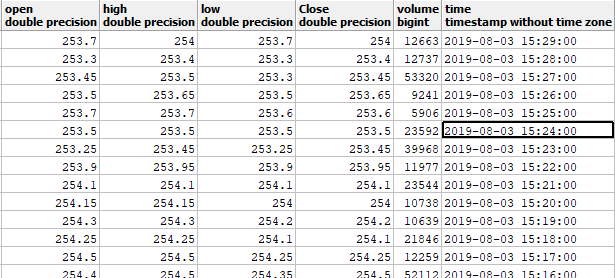 open high low Close volume time
double precision double precision double precision double precision bigint timestamp without time zone
253.7 254 253.7 254 12663 2019-08-03 15:29:00
253.3 253.4 253.3 253.4 12737 2019-08-03 15:28:00
253.45 253.5 253.3 253.45 53320 2019-08-03 15:27:00
253.5 253.65 253.5 253.65 9241 2019-08-03 15:26:00
253.7 253.7 253.6 253.6 5906 2019-08-03 15:25:00
253.5 253.5 253.5 253.5 23592 2019-08-03 15:24:00
253.25 253.45 253.25 253.45 39968 2019-08-03 15:23:00
253.9 253.95 253.9 253.95 11977 2019-08-03 15:22:00
254.1 254.1 254.1 254.1 23544 2019-08-03 15:21:00
254.15 254.15 254 254 10738 2019-08-03 15:20:00
254.3 254.3 254.2 254.2 10639 2019-08-03 15:19:00
254.25 254.25 254.1 254.1 21846 2019-08-03 15:18:00
254.5 254.5 254.25 254.25 12259 2019-08-03 15:17:00
254.4 254.5 254.35 254.5 52112 2019-08-03 15:16:00